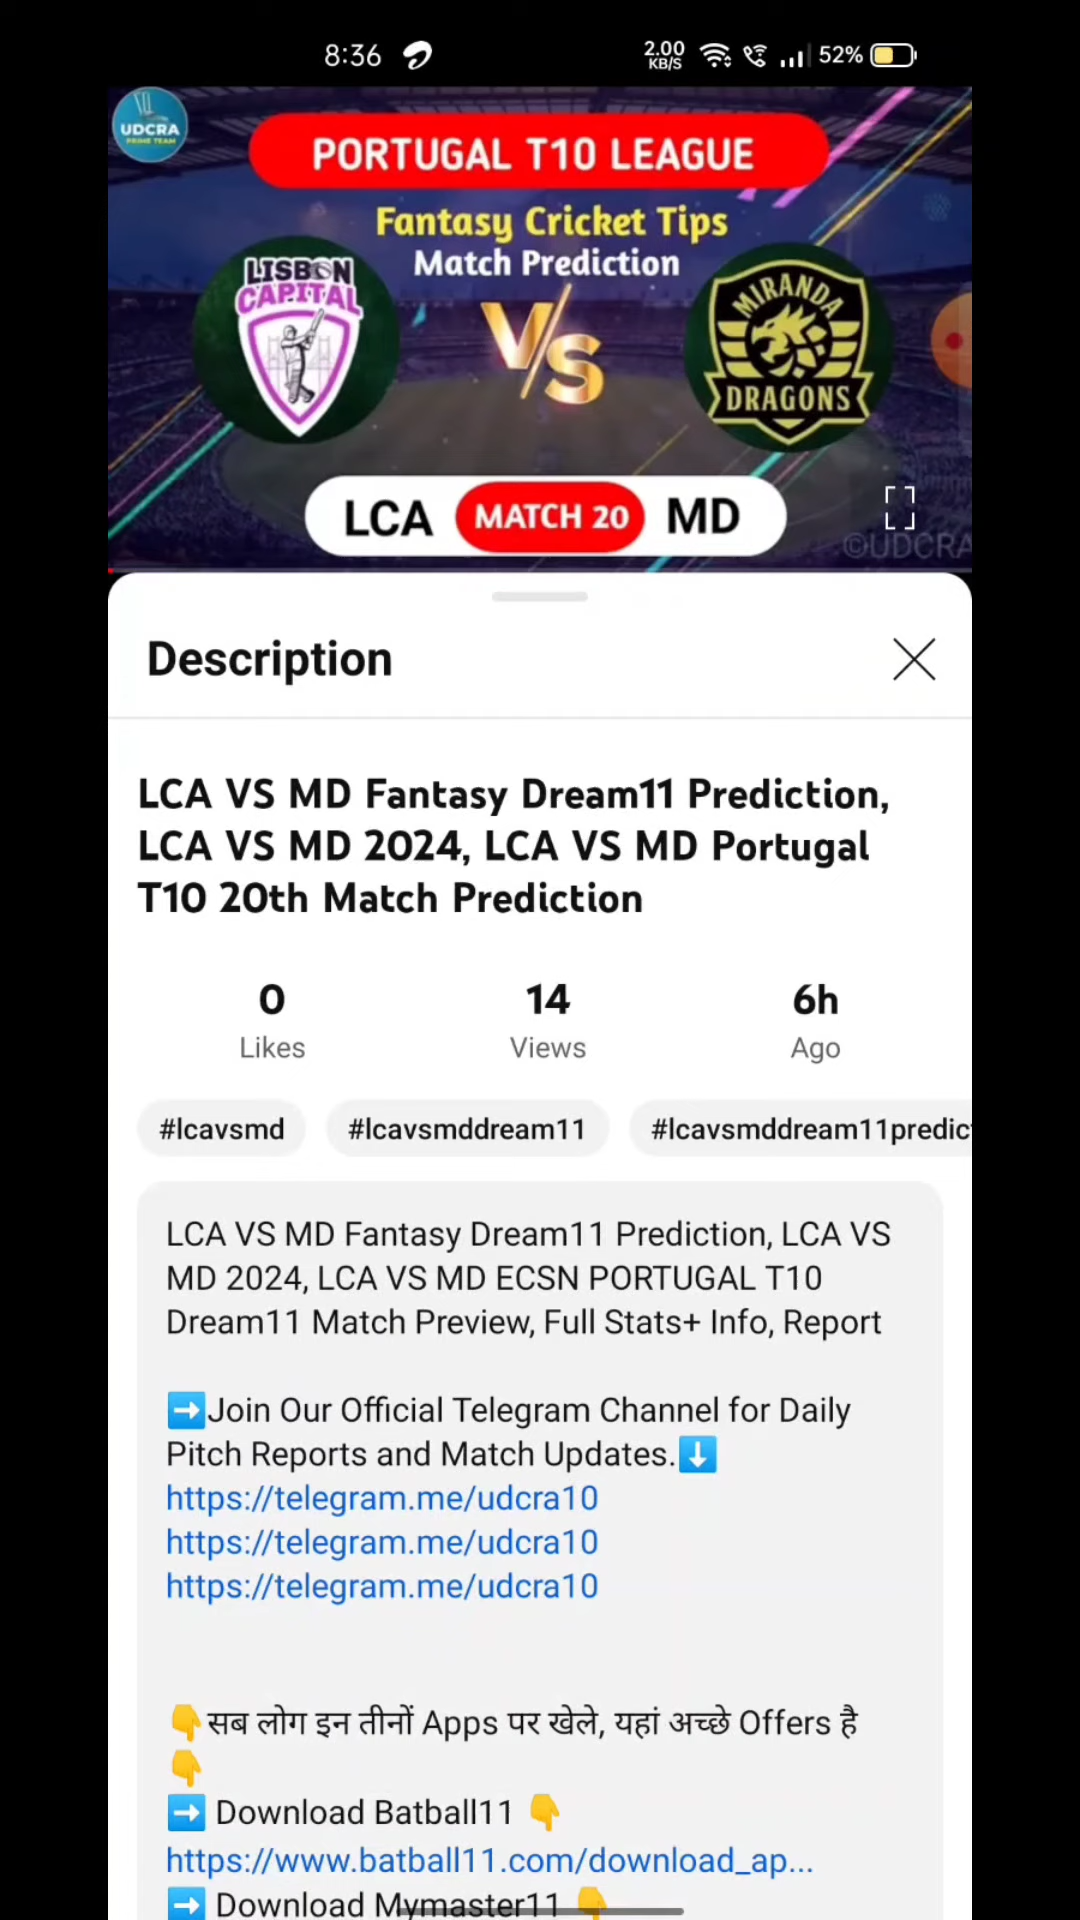 8:36
2.00
KB/S
52%
UDCRA
PRIME TEAM
PORTUGAL T10 LEAGUE
Fantasy Cricket Tips
Match Prediction
LISBON
CAPITAL
VS
MIRANDA
DRAGONS
LCA MATCH 20 MD
©UDCRA
Description
LCA VS MD Fantasy Dream11 Prediction,
LCA VS MD 2024, LCA VS MD Portugal
T10 20th Match Prediction
0 14 6h
Likes Views Ago
#lcavsmd #lcavsmddream11 #lcavsmddream11predic
LCA VS MD Fantasy Dream11 Prediction, LCA VS
MD 2024, LCA VS MD ECSN PORTUGAL T10
Dream11 Match Preview, Full Stats+ Info, Report
➡️Join Our Official Telegram Channel for Daily
Pitch Reports and Match Updates.⬇️
https://telegram.me/udcra10
https://telegram.me/udcra10
https://telegram.me/udcra10
👇सब लोग इन तीनों Apps पर खेले, यहां अच्छे Offers है
👇
➡️ Download Batball11 👇
https://www.batball11.com/download_ap...
➡️ Download Mymaster11 👇